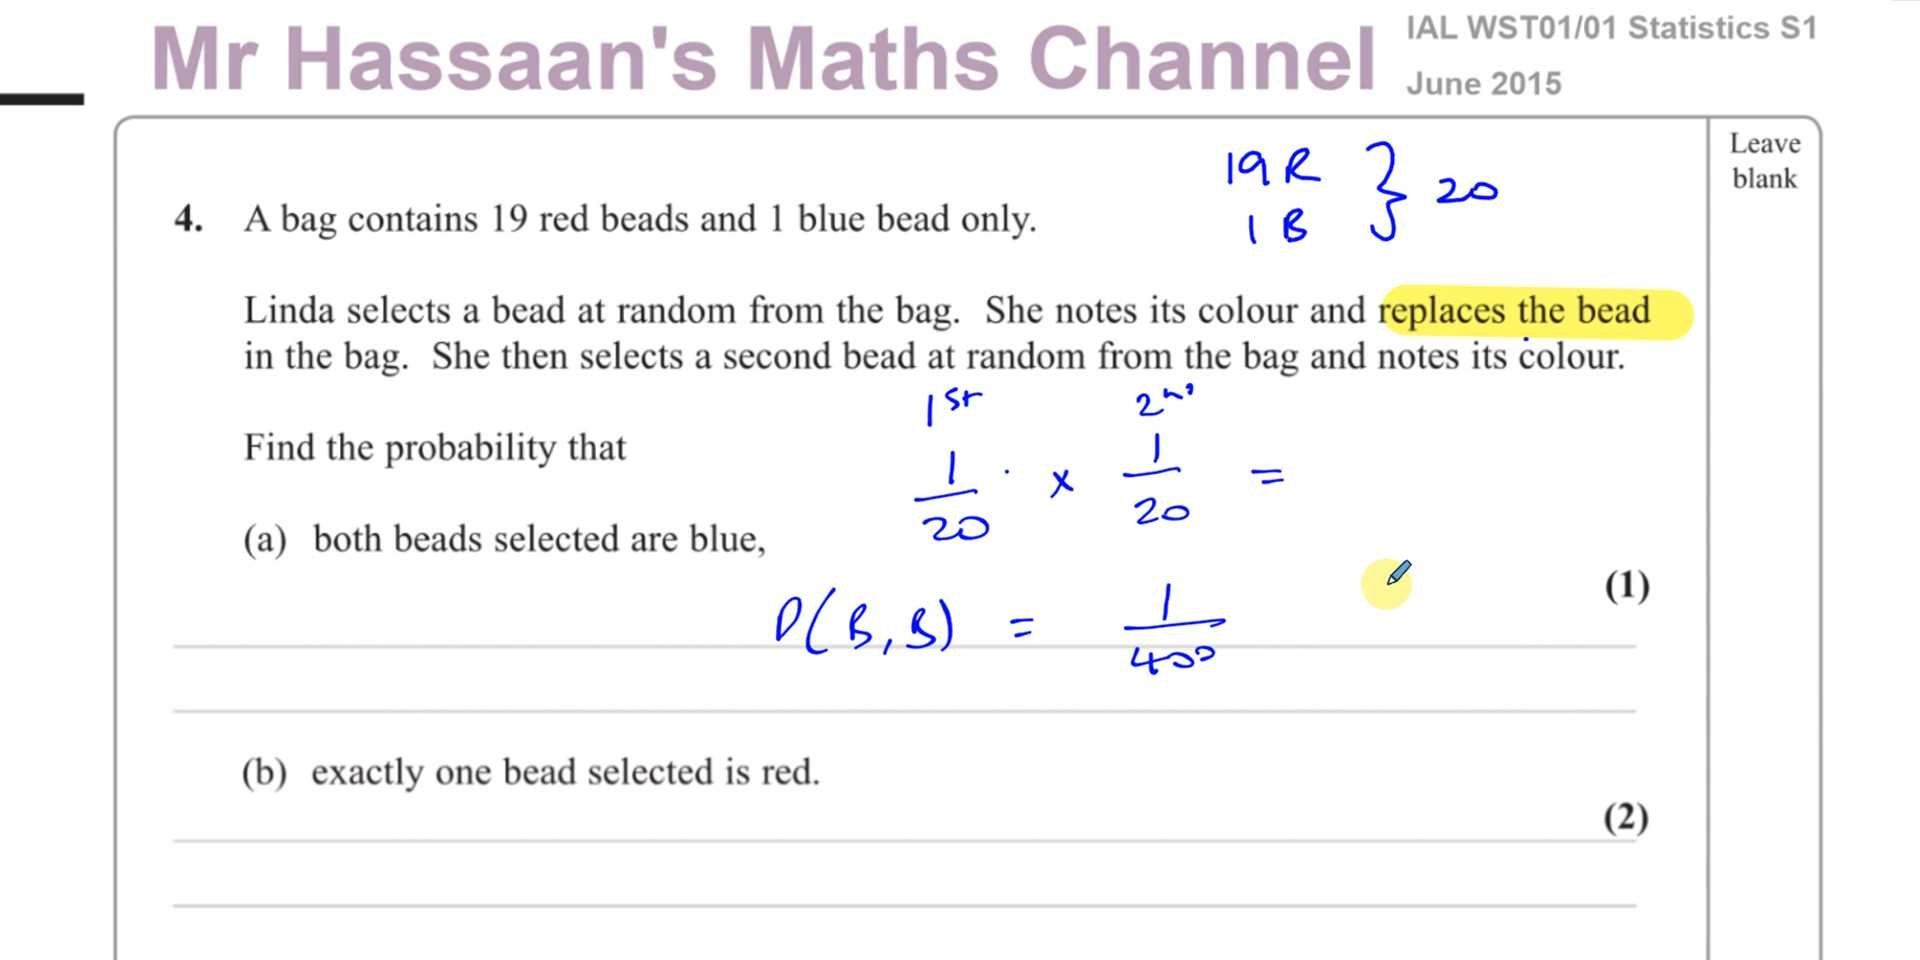 Mr Hassaan's Maths Channel
IAL WST01/01 Statistics S1
June 2015
Leave
blank
19 R
1 B
} 20
4. A bag contains 19 red beads and 1 blue bead only.
Linda selects a bead at random from the bag. She notes its colour and replaces the bead
in the bag. She then selects a second bead at random from the bag and notes its colour.
1st 2nd
Find the probability that
1/20 × 1/20 =
(a) both beads selected are blue,
(1)
P(B, B) = 1/400
(b) exactly one bead selected is red.
(2)